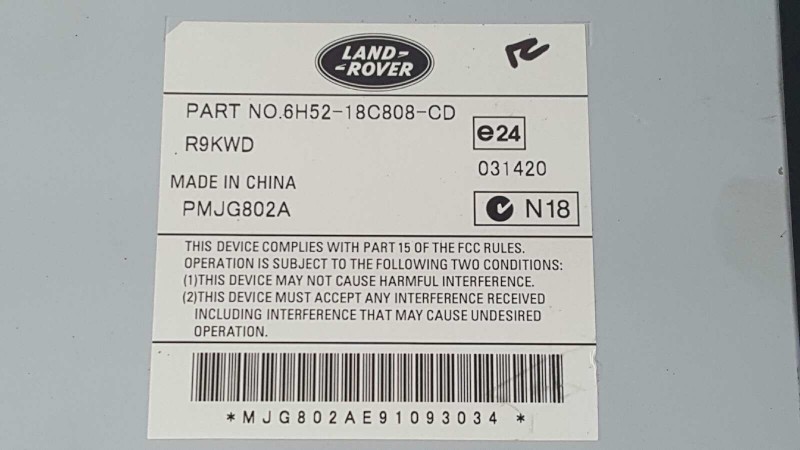 LAND-
-ROVER
PART NO.6H52-18C808-CD
e24
R9KWD
031420
MADE IN CHINA
PMJG802A
N18
THIS DEVICE COMPLIES WITH PART 15 OF THE FCC RULES.
OPERATION IS SUBJECT TO THE FOLLOWING TWO CONDITIONS:
(1)THIS DEVICE MAY NOT CAUSE HARMFUL INTERFERENCE.
(2)THIS DEVICE MUST ACCEPT ANY INTERFERENCE RECEIVED
INCLUDING INTERFERENCE THAT MAY CAUSE UNDESIRED
OPERATION.
*MJG802AE91093034*